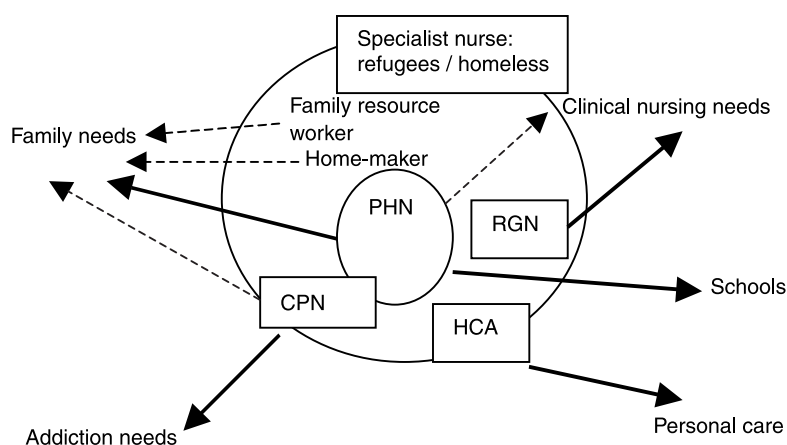 Specialist nurse:
refugees / homeless
Family resource
worker
Clinical nursing needs
Family needs
Home-maker
PHN
RGN
Schools
CPN
HCA
Personal care
Addiction needs